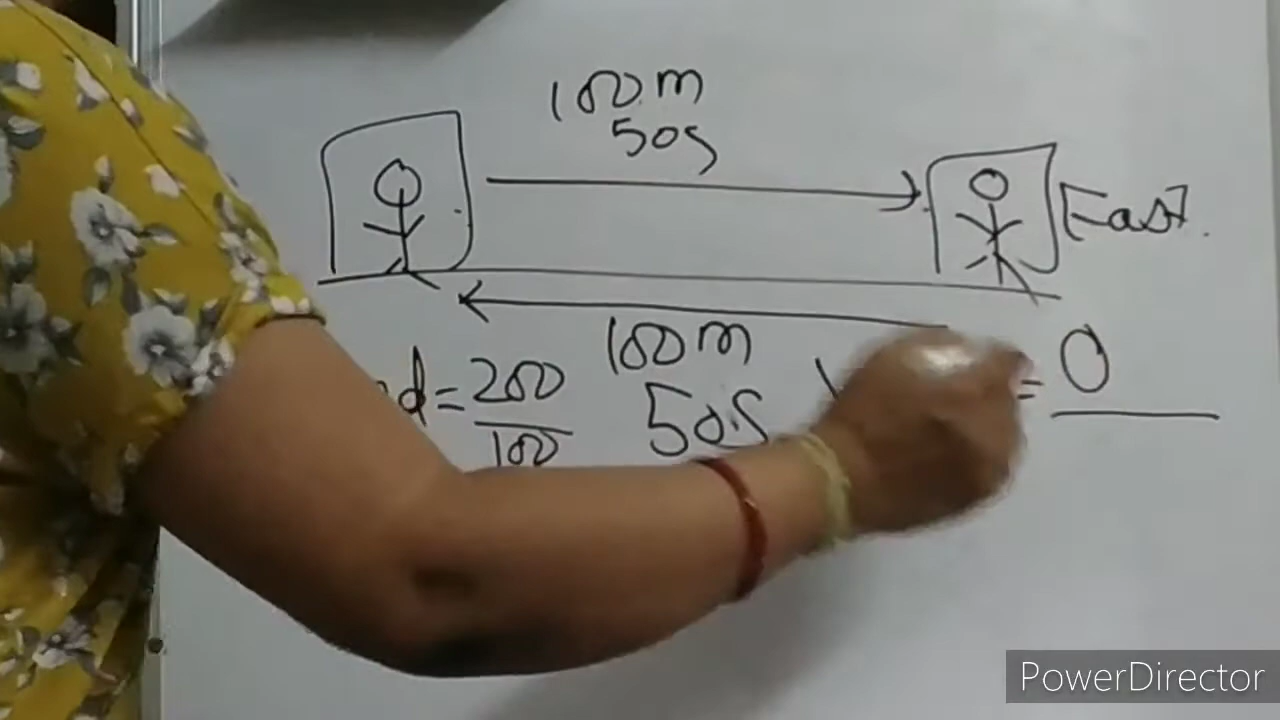 100m
50s
East.
100m
50s
= 200
100
= 0
PowerDirector